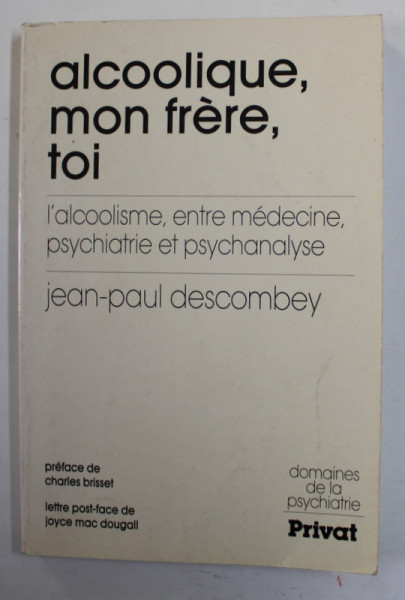 alcoolique,
mon frère,
toi
l'alcoolisme, entre médecine,
psychiatrie et psychanalyse
jean-paul descombey
préface de
charles brisset
lettre post-face de
joyce mac dougall
domaines
de la
psychiatrie
Privat